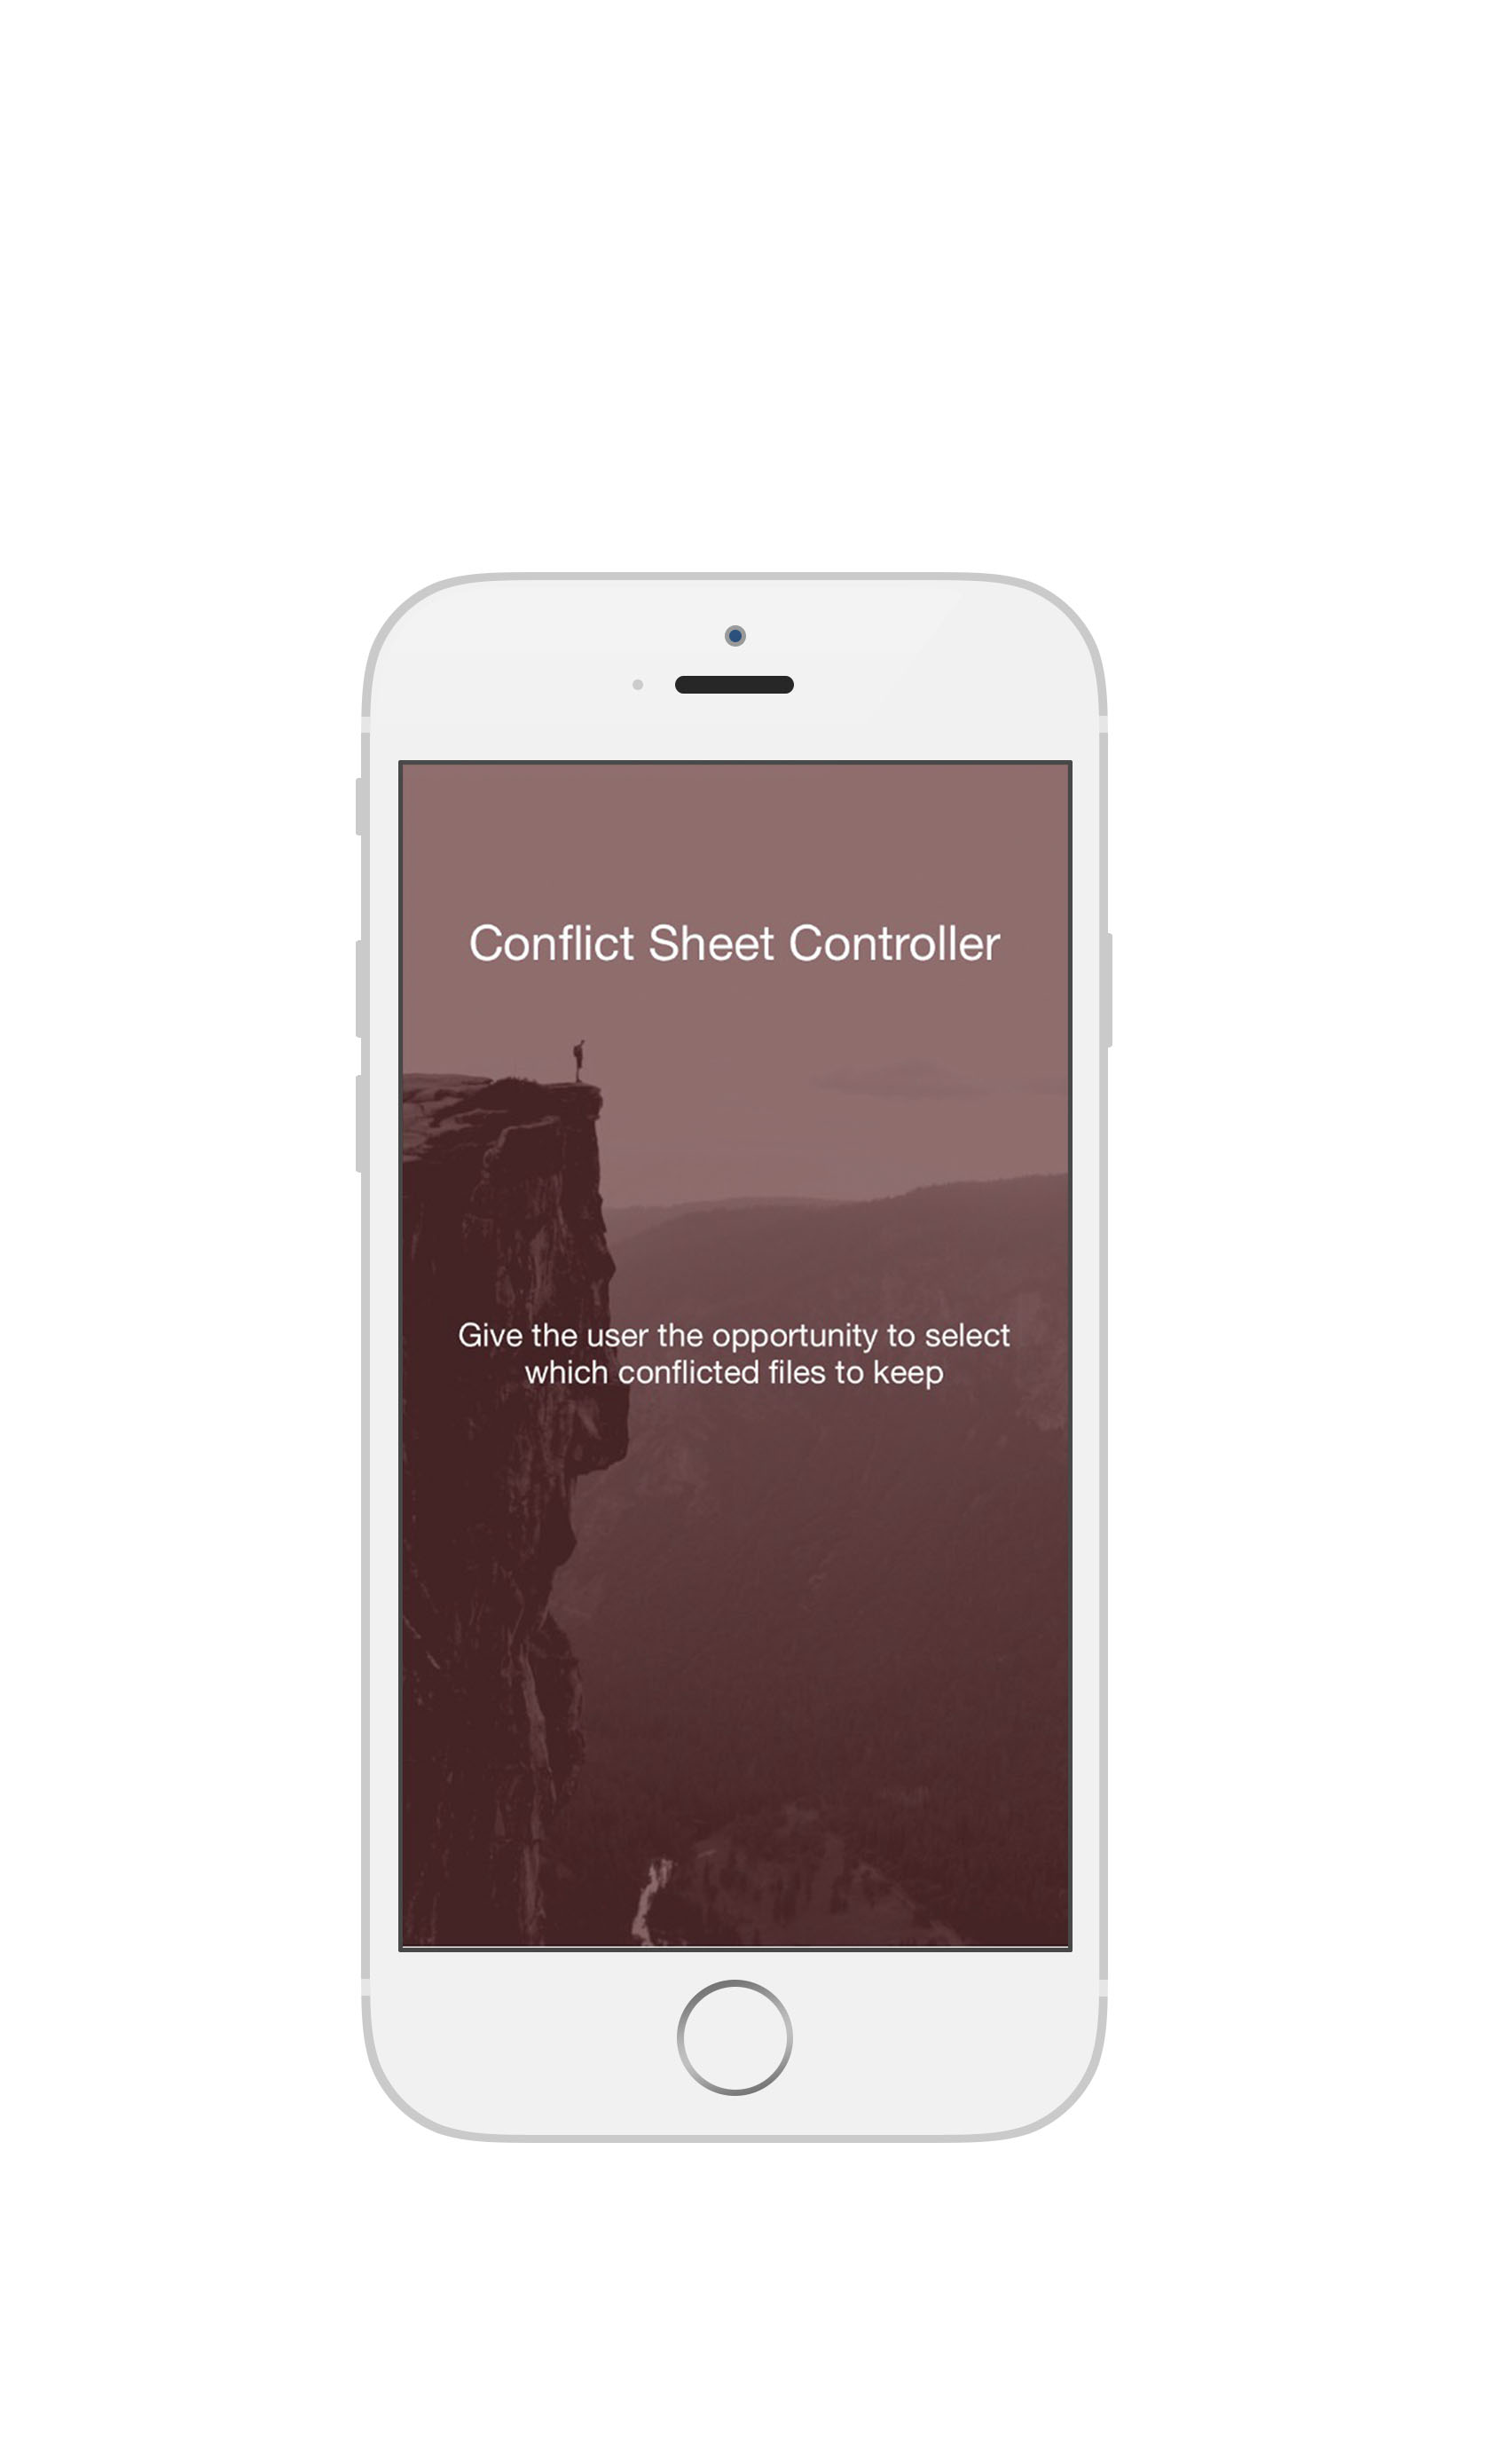 Conflict Sheet Controller
Give the user the opportunity to select
which conflicted files to keep